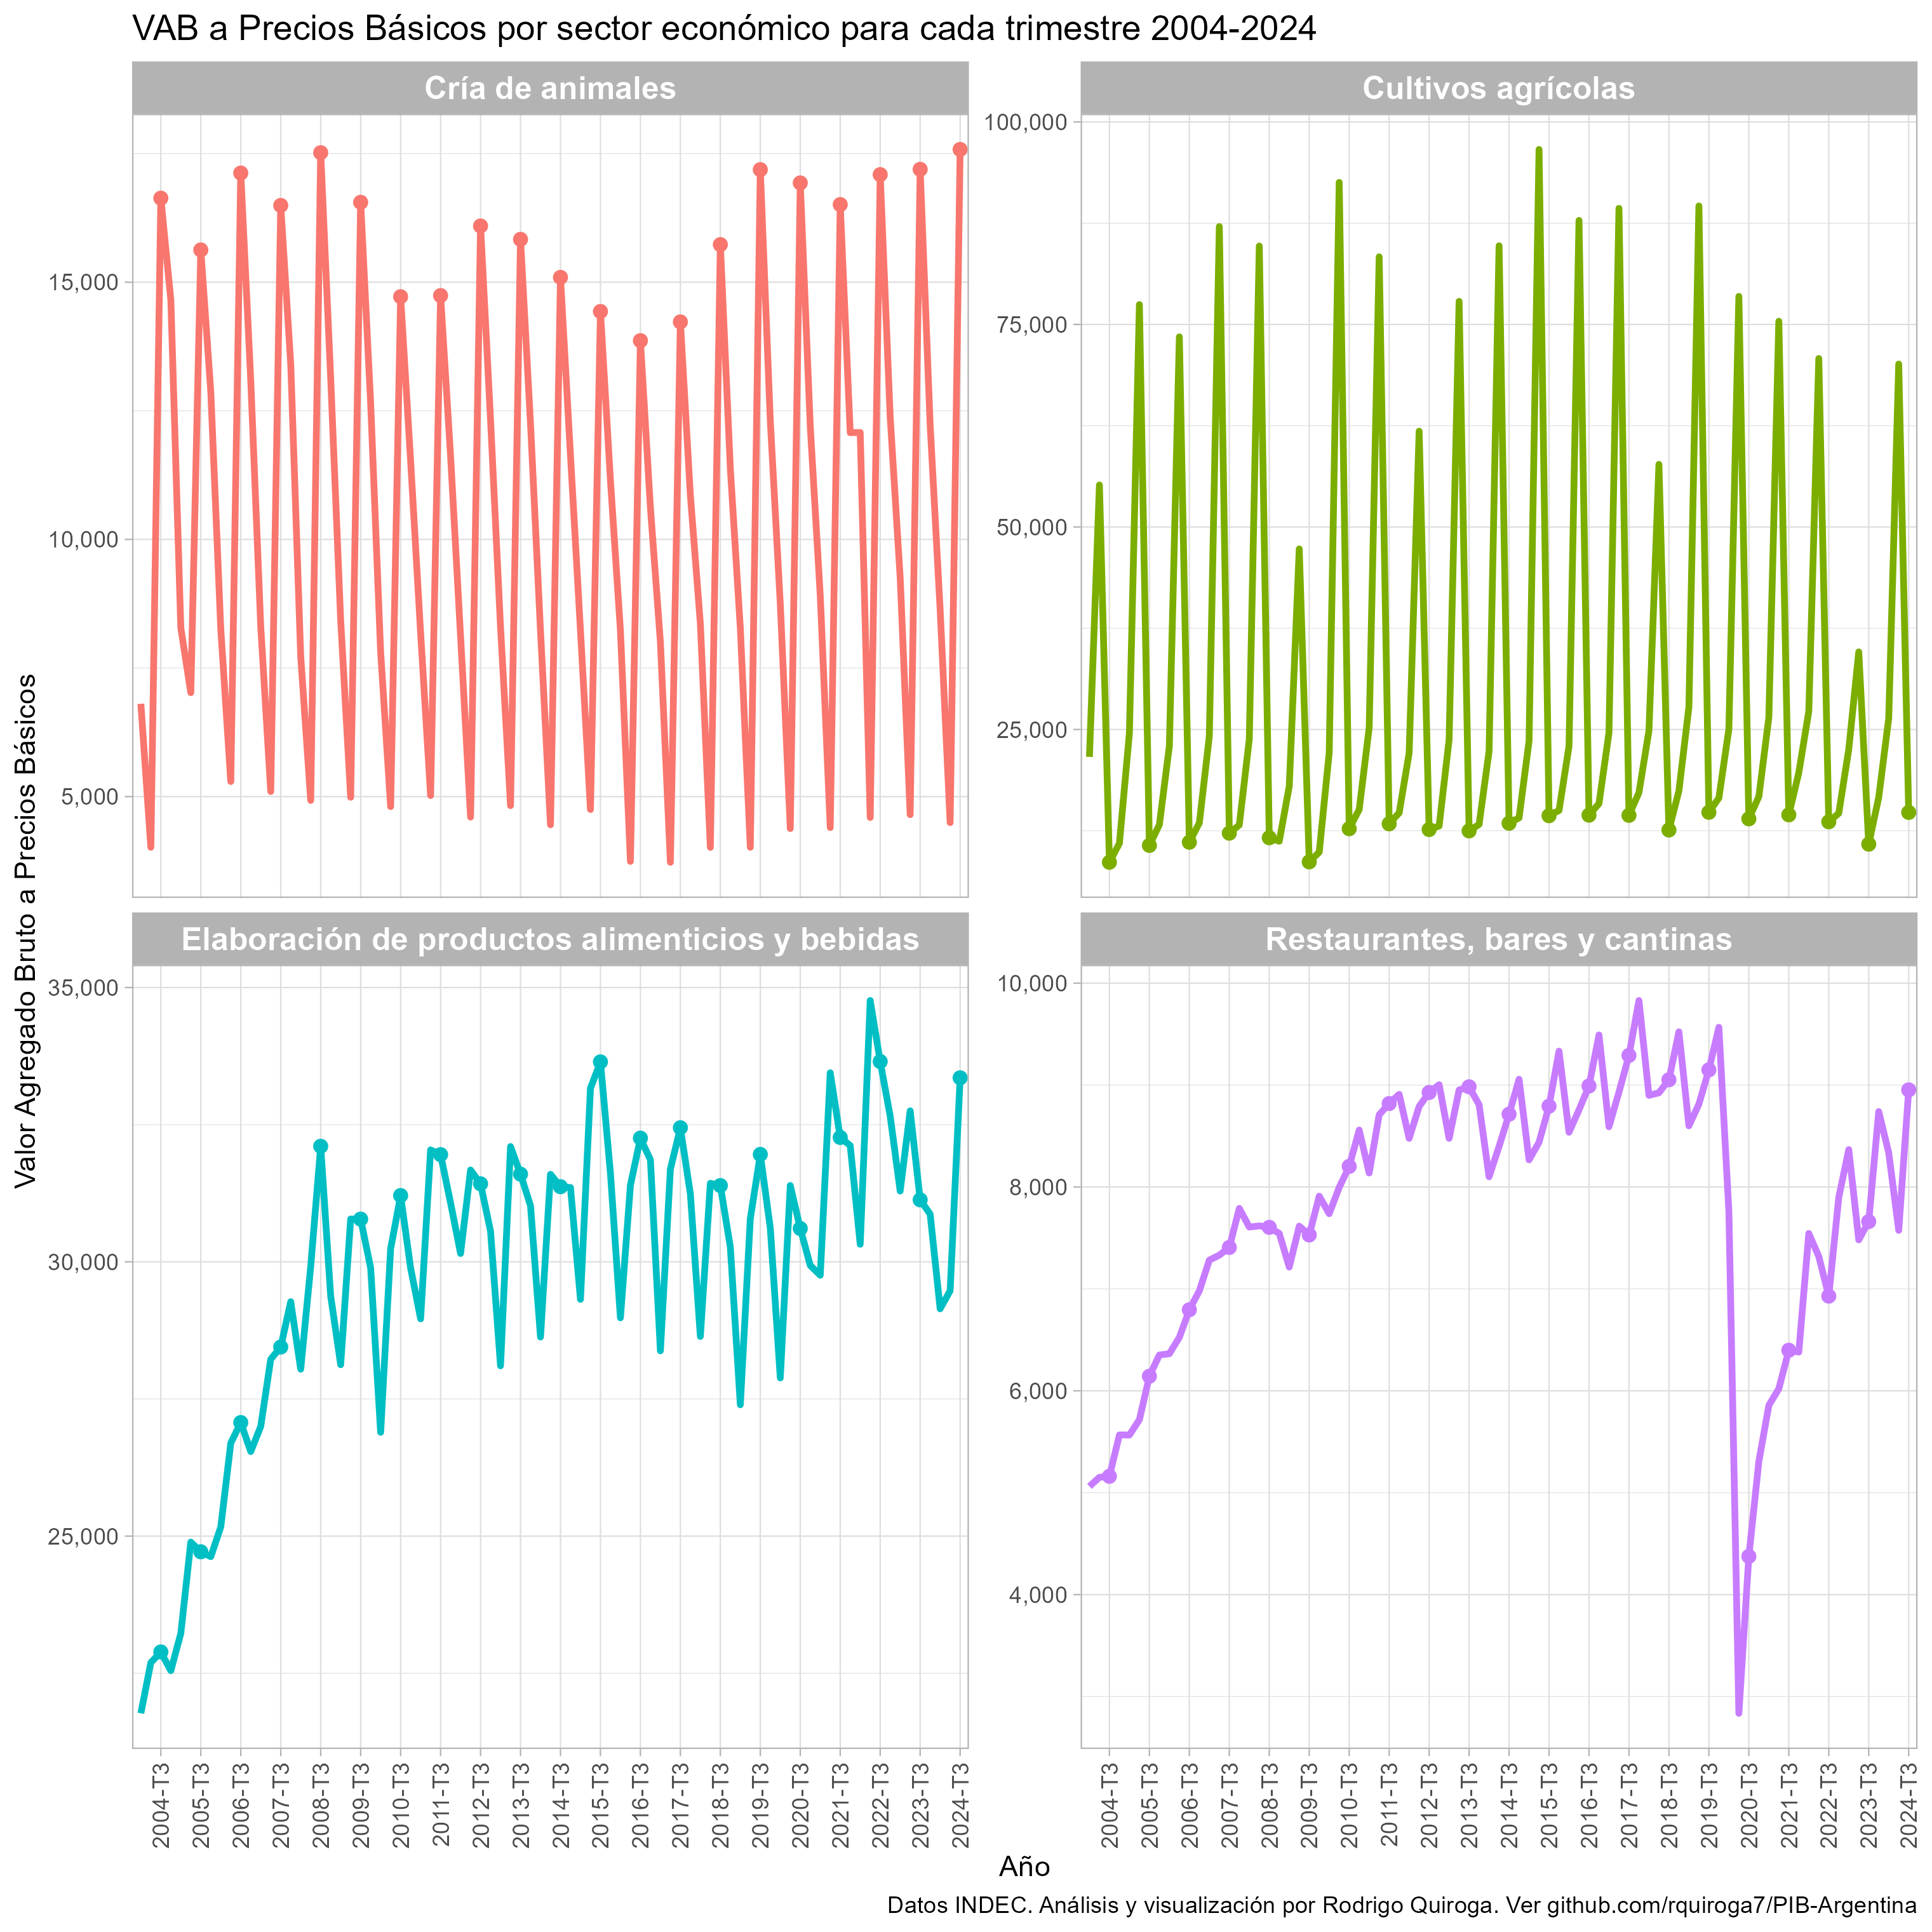 VAB a Precios Básicos por sector económico para cada trimestre 2004-2024
Cría de animales
Cultivos agrícolas
15,000
10,000
5,000
100,000
75,000
50,000
25,000
Valor Agregado Bruto a Precios Básicos
Elaboración de productos alimenticios y bebidas
Restaurantes, bares y cantinas
35,000
30,000
25,000
10,000
8,000
6,000
4,000
2004-T3
2005-T3
2006-T3
2007-T3
2008-T3
2009-T3
2010-T3
2011-T3
2012-T3
2013-T3
2014-T3
2015-T3
2016-T3
2017-T3
2018-T3
2019-T3
2020-T3
2021-T3
2022-T3
2023-T3
2024-T3
2004-T3
2005-T3
2006-T3
2007-T3
2008-T3
2009-T3
2010-T3
2011-T3
2012-T3
2013-T3
2014-T3
2015-T3
2016-T3
2017-T3
2018-T3
2019-T3
2020-T3
2021-T3
2022-T3
2023-T3
2024-T3
Año
Datos INDEC. Análisis y visualización por Rodrigo Quiroga. Ver github.com/rquiroga7/PIB-Argentina